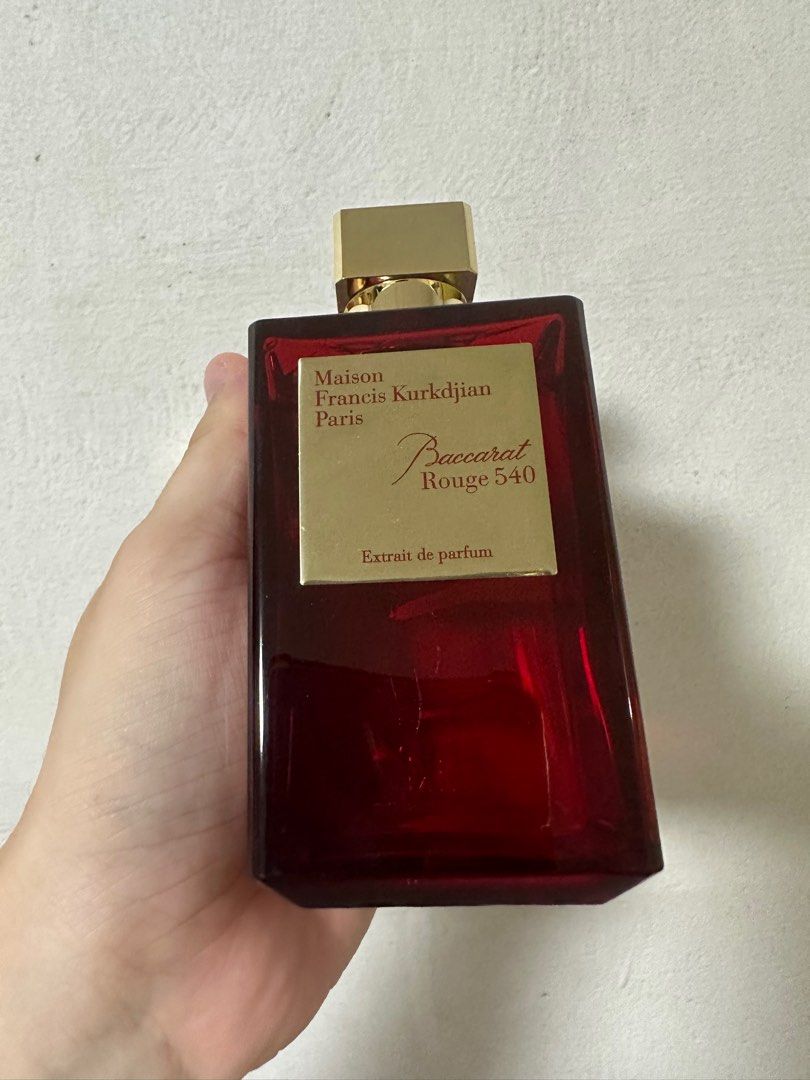 Maison
Francis Kurkdjian
Paris
Baccarat
Rouge 540
Extrait de parfum